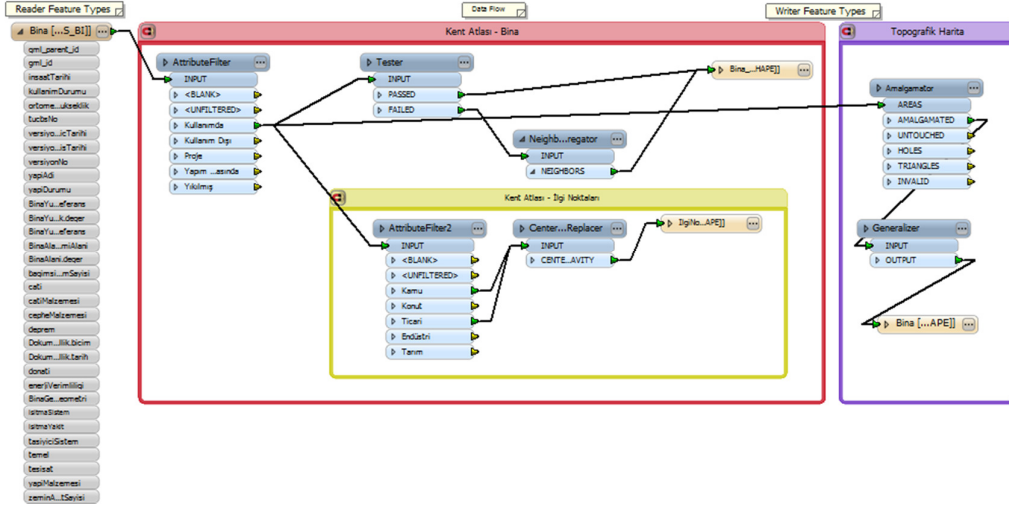 Reader Feature Types
Data Flow
Writer Feature Types
Bina [...S_BI]]
gml_parent_id
gml_id
insaatTarihi
kullanimDurumu
ortome...ukseklik
tucbsNo
versiyo...icTarihi
versiyo...isTarihi
versiyonNo
yapiAdi
yapiDurumu
BinaYu...eferans
BinaYu...k.deger
BinaYu...eferans
BinaAla...miAlani
BinaAlani.deger
bagimsi...mSayisi
cati
catiMalzemesi
cepheMalzemesi
deprem
Dokum...llik.bicim
Dokum...llik.tarih
donati
enerjiVerimliligi
BinaGe...eometri
isitmaSistem
isitmaYakit
tasiyiciSistem
temel
tesisat
yapiMalzemesi
zeminA...tSayisi
Kent Atlası - Bina
AttributeFilter
INPUT
<BLANK>
<UNFILTERED>
Kullanımda
Kullanım Dışı
Proje
Yapım ...asında
Yıkılmış
Tester
INPUT
PASSED
FAILED
Neighb...regator
INPUT
NEIGHBORS
Bina_...HAPE]]
Kent Atlası - İlgi Noktaları
AttributeFilter2
INPUT
<BLANK>
<UNFILTERED>
Kamu
Konut
Ticari
Endüstri
Tarım
Center...Replacer
INPUT
CENTE...AVITY
IlgiNo...APE]]
Topografik Harita
Amalgamator
AREAS
AMALGAMATED
UNTOUCHED
HOLES
TRIANGLES
INVALID
Generalizer
INPUT
OUTPUT
Bina [...APE]]